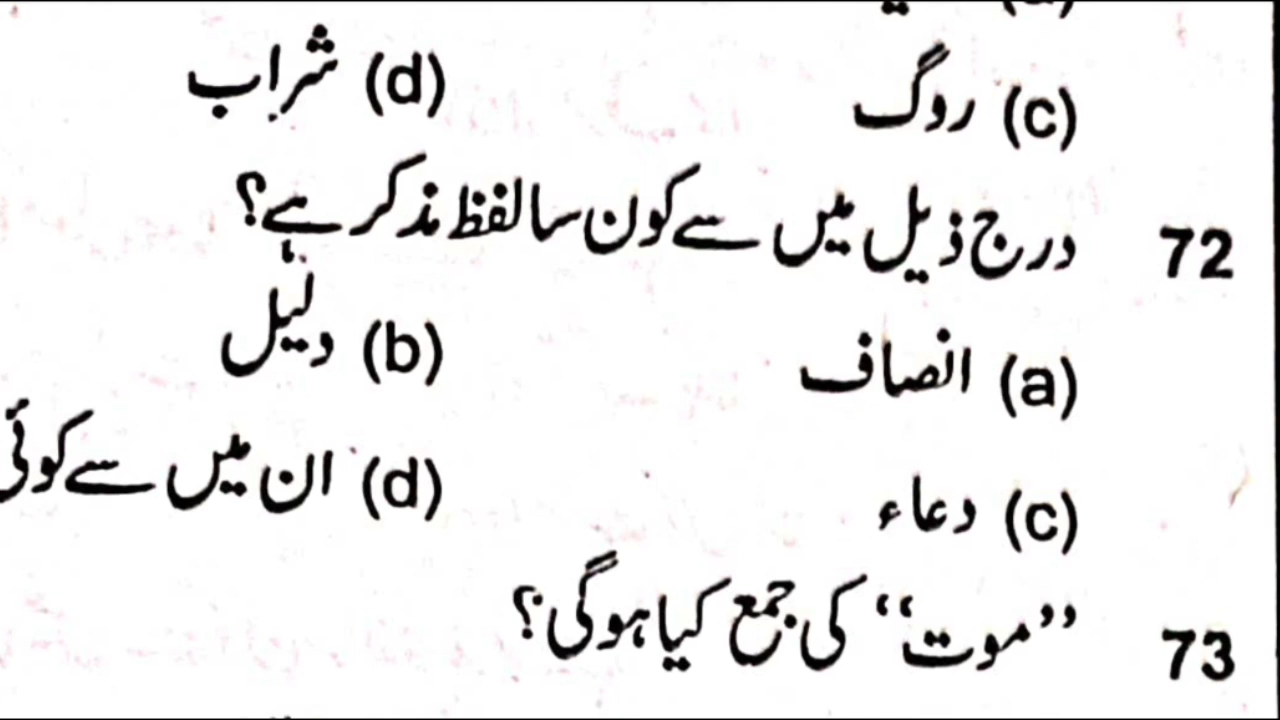 (c) روگ (d) شراب
72 درج ذیل میں سے کون سا لفظ مذکر ہے؟
(a) انصاف (b) دلیل
(c) دعاء (d) ان میں سے کوئی
73 ’’موت‘‘ کی جمع کیا ہوگی؟